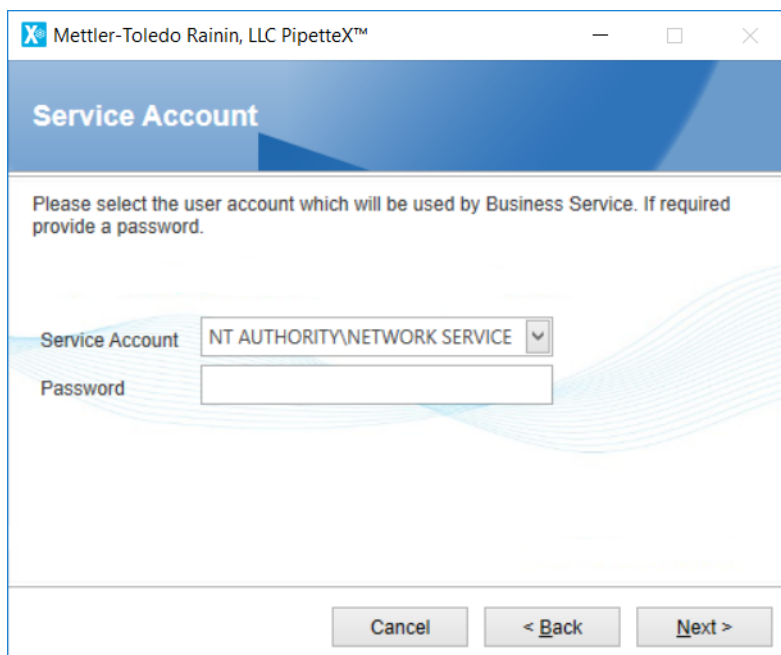 Mettler-Toledo Rainin, LLC PipetteX™
Service Account
Please select the user account which will be used by Business Service. If required
provide a password.
Service Account NT AUTHORITY\NETWORK SERVICE
Password
Cancel < Back Next >